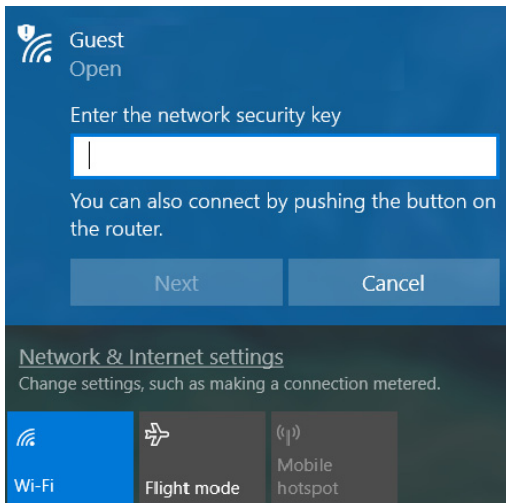 Guest
Open
Enter the network security key
You can also connect by pushing the button on
the router.
Next
Cancel
Network & Internet settings
Change settings, such as making a connection metered.
Wi-Fi
Flight mode
Mobile
hotspot